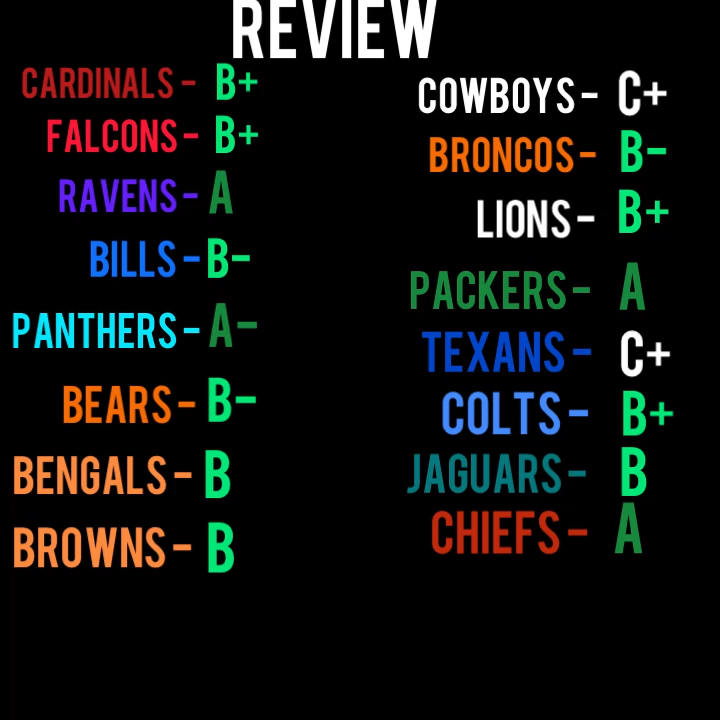 REVIEW
CARDINALS - B+
FALCONS - B+
RAVENS - A
BILLS - B-
PANTHERS - A-
BEARS - B-
BENGALS - B
BROWNS - B
COWBOYS - C+
BRONCOS - B-
LIONS - B+
PACKERS - A
TEXANS - C+
COLTS - B+
JAGUARS - B
CHIEFS - A